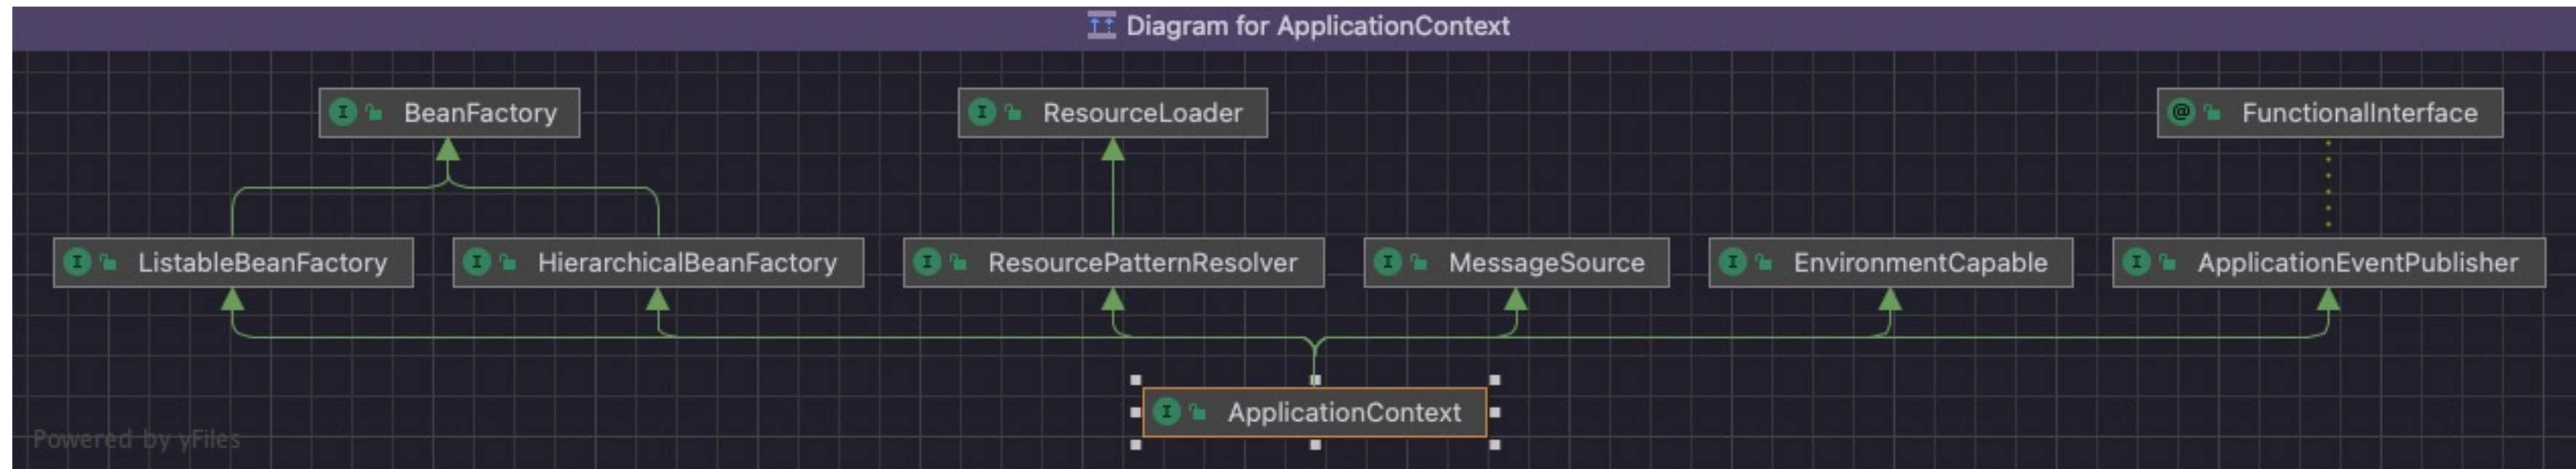 Diagram for ApplicationContext
BeanFactory
ResourceLoader
FunctionalInterface
ListableBeanFactory
HierarchicalBeanFactory
ResourcePatternResolver
MessageSource
EnvironmentCapable
ApplicationEventPublisher
ApplicationContext
Powered by yFiles